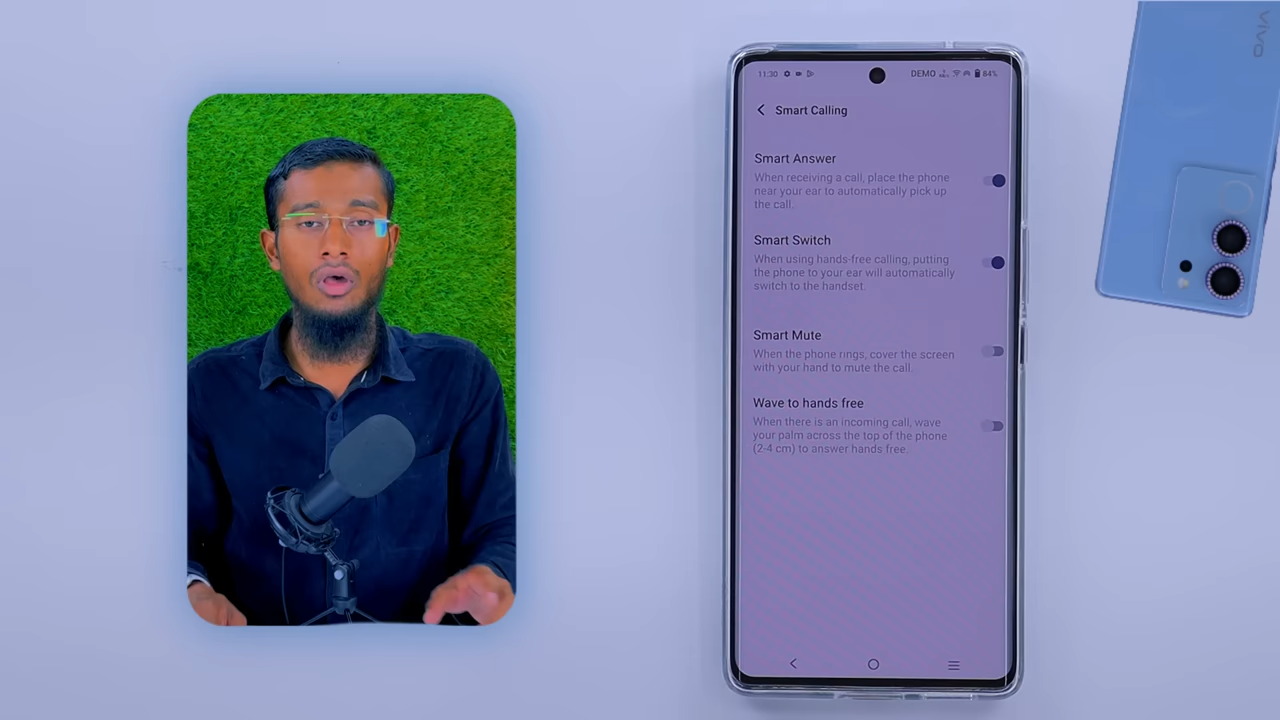 11:30
DEMO
84%
Smart Calling
Smart Answer
When receiving a call, place the phone
near your ear to automatically pick up
the call.
Smart Switch
When using hands-free calling, putting
the phone to your ear will automatically
switch to the handset.
Smart Mute
When the phone rings, cover the screen
with your hand to mute the call.
Wave to hands free
When there is an incoming call, wave
your palm across the top of the phone
(2-4 cm) to answer hands free.
vivo